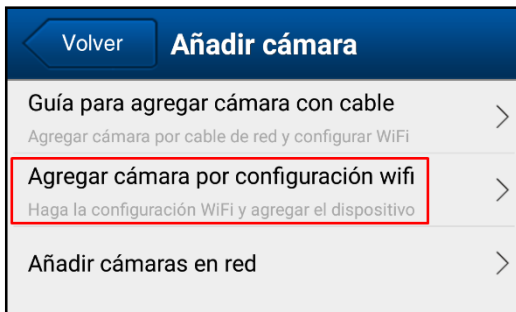 Volver
Añadir cámara
Guía para agregar cámara con cable
Agregar cámara por cable de red y configurar WiFi
Agregar cámara por configuración wifi
Haga la configuración WiFi y agregar el dispositivo
Añadir cámaras en red